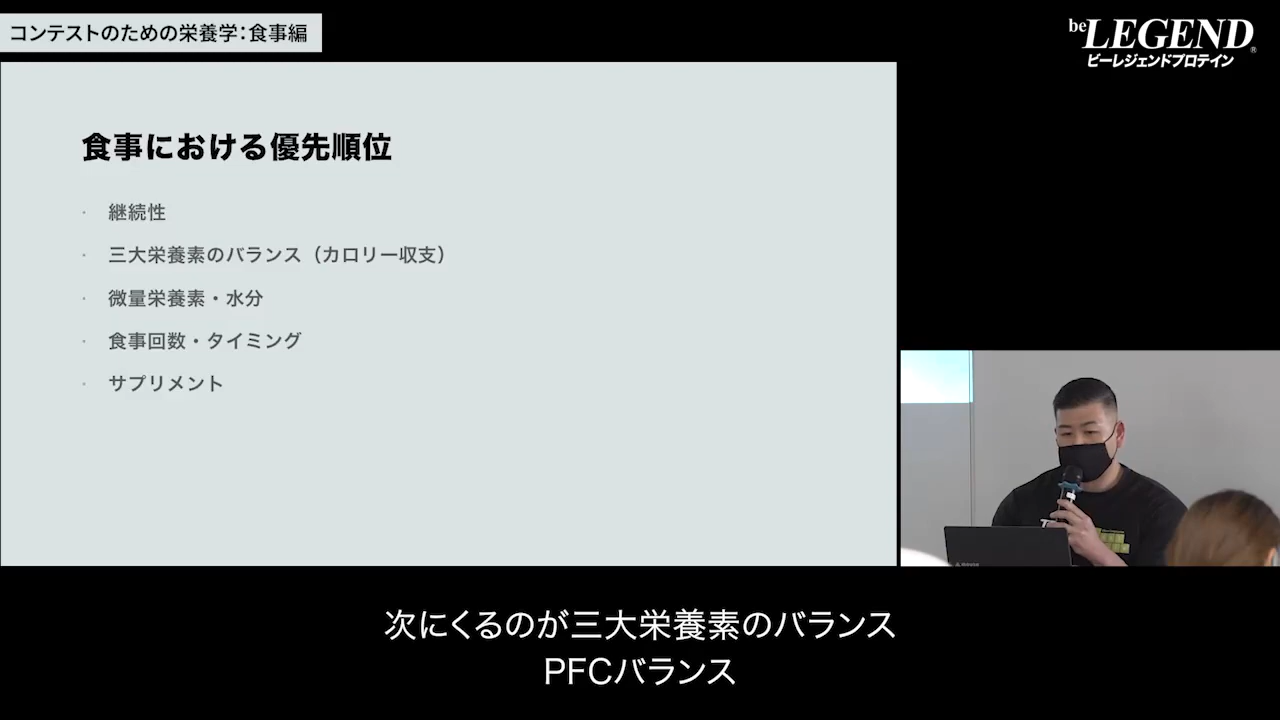 コンテストのための栄養学：食事編
be LEGEND®
ビーレジェンドプロテイン
食事における優先順位
· 継続性
· 三大栄養素のバランス（カロリー収支）
· 微量栄養素・水分
· 食事回数・タイミング
· サプリメント
次にくるのが三大栄養素のバランス
PFCバランス